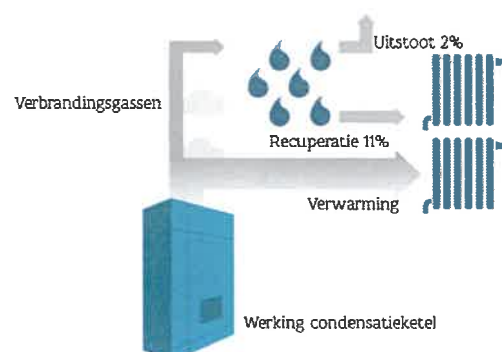 Uitstoot 2%
Verbrandingsgassen
Recuperatie 11%
Verwarming
Werking condensatieketel